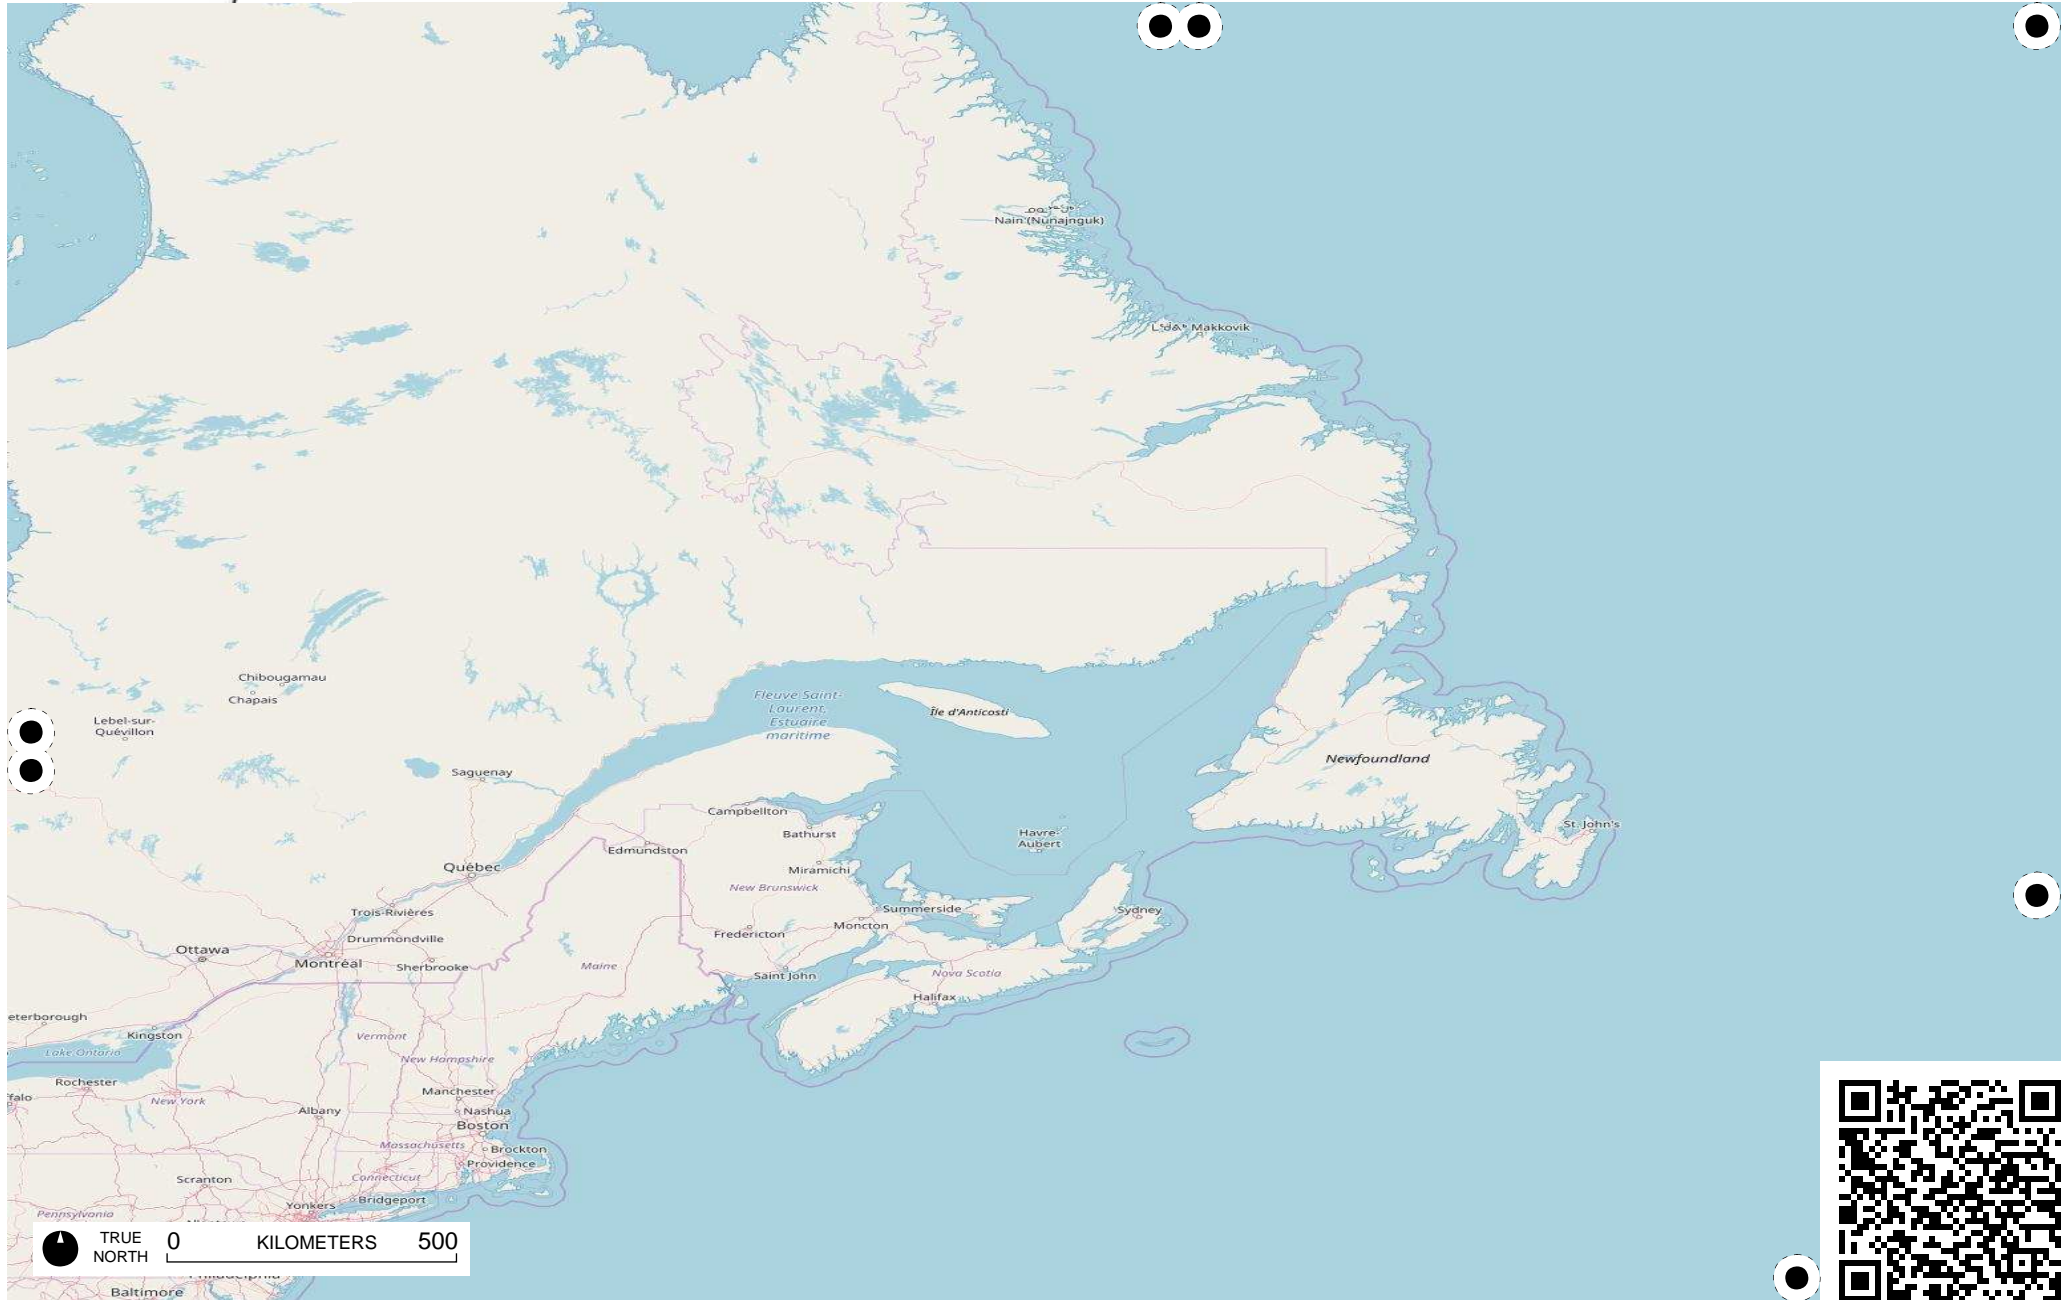 Nain (Nunajnguk)
Makkovik
Chibougamau
Chapais
Lebel-sur-
Quévillon
Fleuve Saint-
Laurent,
Estuaire
maritime
Île d'Anticosti
Newfoundland
Saguenay
Campbellton
St. John's
Bathurst
Havre-
Aubert
Edmundston
Québec
Miramichi
New Brunswick
Trois-Rivières
Summerside
Sydney
Moncton
Drummondville
Fredericton
Ottawa
Montréal
Sherbrooke
Maine
Saint John
Nova Scotia
Halifax
eterborough
Kingston
Vermont
Lake Ontario
New Hampshire
Rochester
Manchester
falo
New York
Albany
Nashua
Boston
Massachusetts
Brockton
Providence
Scranton
Connecticut
Bridgeport
Yonkers
Pennsylvania
TRUE
NORTH
0 KILOMETERS 500
Philadelphia
Baltimore